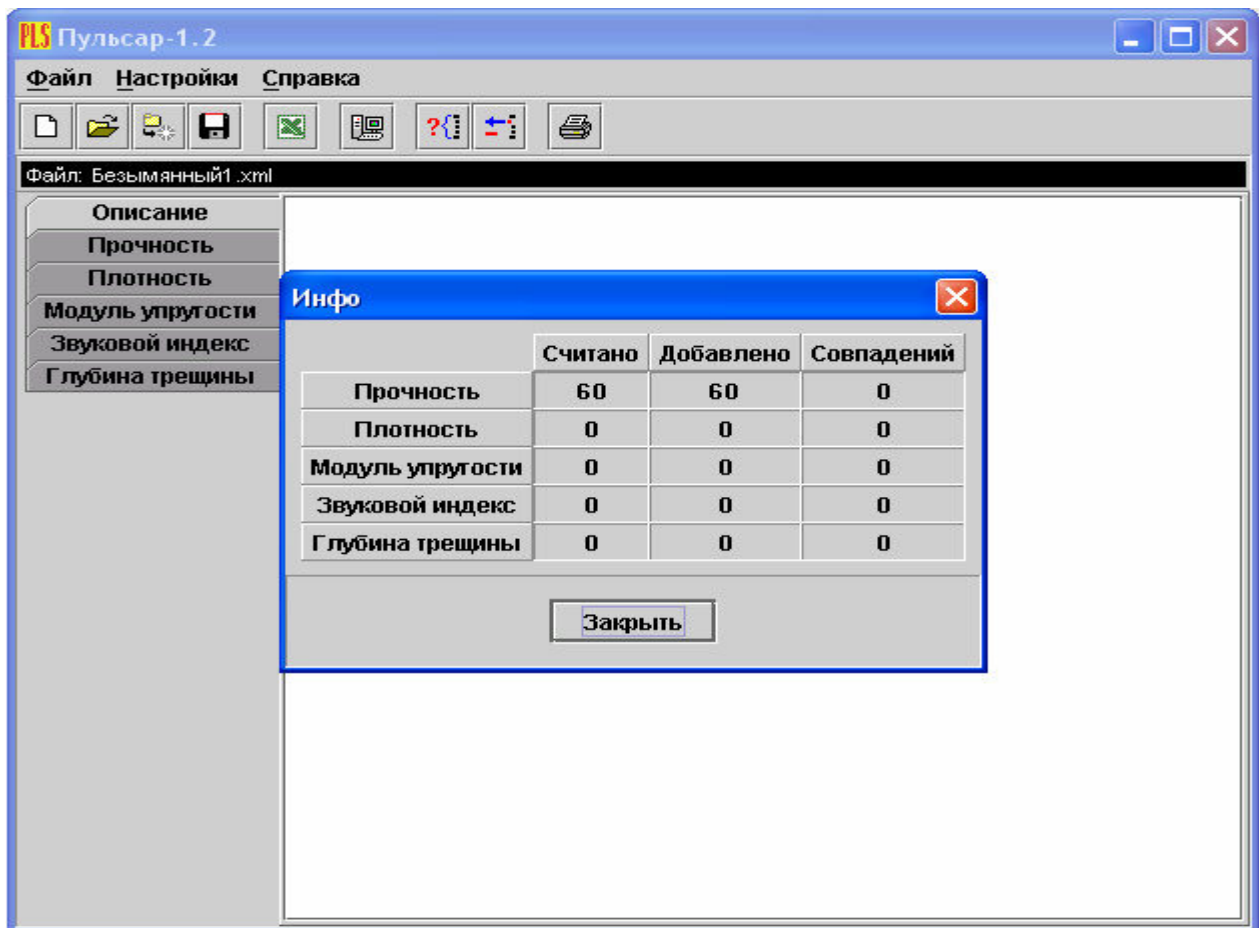 PLS Пульсар-1.2
Файл Настройки Справка
?{
Файл: Безымянный1.xml
Описание
Прочность
Плотность
Модуль упругости
Звуковой индекс
Глубина трещины
Инфо
Считано Добавлено Совпадений
Прочность 60 60 0
Плотность 0 0 0
Модуль упругости 0 0 0
Звуковой индекс 0 0 0
Глубина трещины 0 0 0
Закрыть